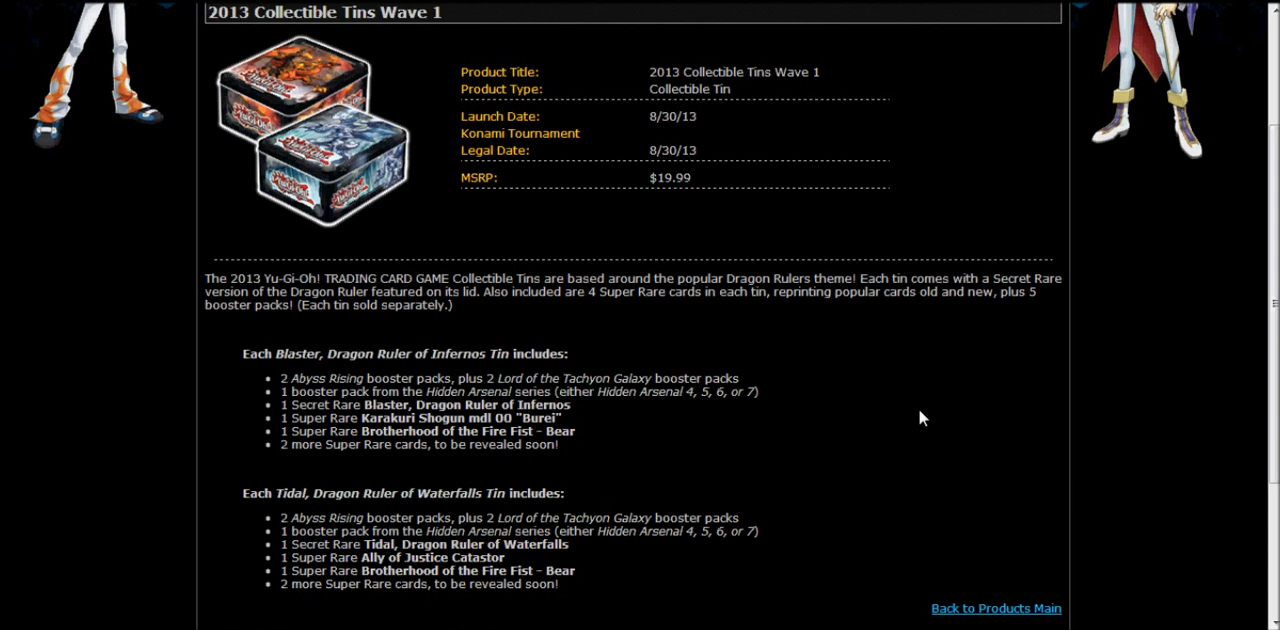 2013 Collectible Tins Wave 1
Product Title: 2013 Collectible Tins Wave 1
Product Type: Collectible Tin
Launch Date: 8/30/13
Konami Tournament
Legal Date: 8/30/13
MSRP: $19.99
The 2013 Yu-Gi-Oh! TRADING CARD GAME Collectible Tins are based around the popular Dragon Rulers theme! Each tin comes with a Secret Rare
version of the Dragon Ruler featured on its lid. Also included are 4 Super Rare cards in each tin, reprinting popular cards old and new, plus 5
booster packs! (Each tin sold separately.)
Each Blaster, Dragon Ruler of Infernos Tin includes:
• 2 Abyss Rising booster packs, plus 2 Lord of the Tachyon Galaxy booster packs
• 1 booster pack from the Hidden Arsenal series (either Hidden Arsenal 4, 5, 6, or 7)
• 1 Secret Rare Blaster, Dragon Ruler of Infernos
• 1 Super Rare Karakuri Shogun mdl 00 "Burei"
• 1 Super Rare Brotherhood of the Fire Fist - Bear
• 2 more Super Rare cards, to be revealed soon!
Each Tidal, Dragon Ruler of Waterfalls Tin includes:
• 2 Abyss Rising booster packs, plus 2 Lord of the Tachyon Galaxy booster packs
• 1 booster pack from the Hidden Arsenal series (either Hidden Arsenal 4, 5, 6, or 7)
• 1 Secret Rare Tidal, Dragon Ruler of Waterfalls
• 1 Super Rare Ally of Justice Catastor
• 1 Super Rare Brotherhood of the Fire Fist - Bear
• 2 more Super Rare cards, to be revealed soon!
Back to Products Main